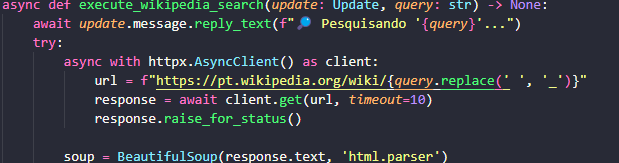 async def execute_wikipedia_search(update: Update, query: str) -> None:
    await update.message.reply_text(f"🔎 Pesquisando '{query}'...")
    try:
        async with httpx.AsyncClient() as client:
            url = f"https://pt.wikipedia.org/wiki/{query.replace(' ', '_')}"
            response = await client.get(url, timeout=10)
            response.raise_for_status()

        soup = BeautifulSoup(response.text, 'html.parser')